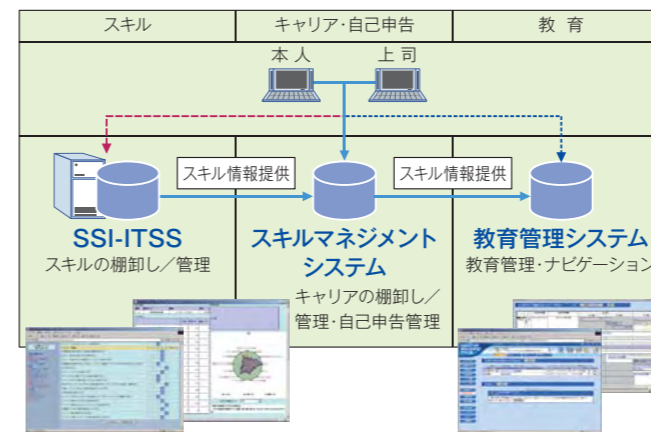 スキル
キャリア・自己申告
教 育
本 人
上 司
スキル情報提供
スキル情報提供
SSI-ITSS
スキルの棚卸し／管理
スキルマネジメント
システム
キャリアの棚卸し／
管理・自己申告管理
教育管理システム
教育管理・ナビゲーション